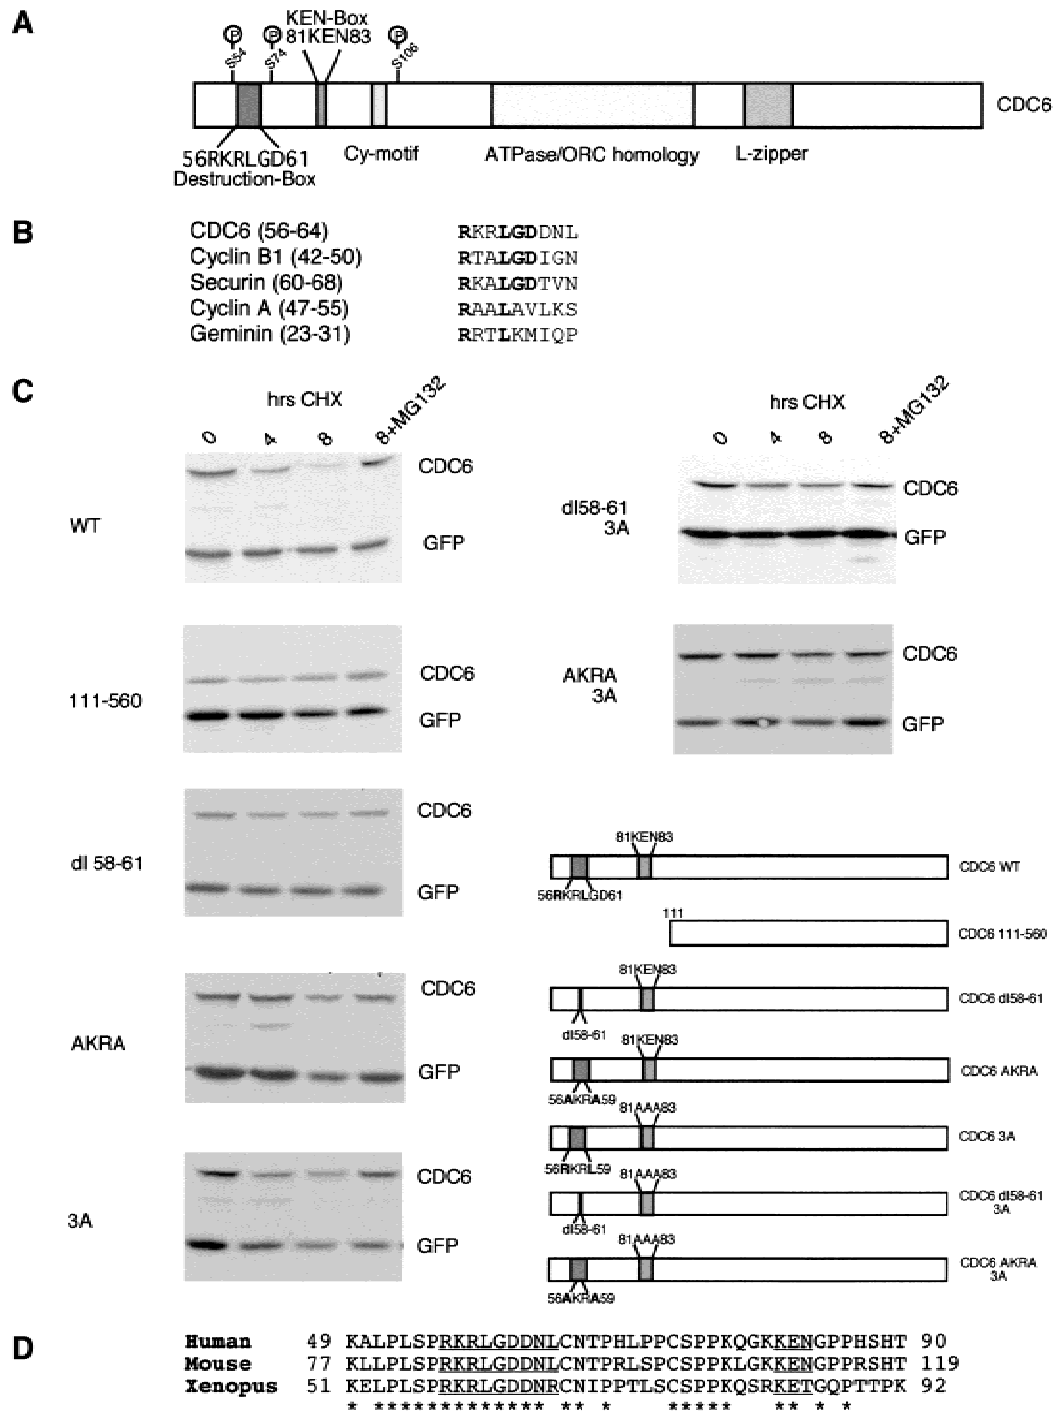 A
KEN-Box
81KEN83
P P P
S54 S74 S106
CDC6
56RKRLGD61
Destruction-Box
Cy-motif
ATPase/ORC homology
L-zipper
B
CDC6 (56-64) RKRLGDDNL
Cyclin B1 (42-50) RTALGDIGN
Securin (60-68) RKALGDTVN
Cyclin A (47-55) RAALAVLKS
Geminin (23-31) RRTLKMIQP
C
hrs CHX
0 4 8 8+MG132
WT
CDC6
GFP
111-560
CDC6
GFP
dl 58-61
CDC6
GFP
AKRA
CDC6
GFP
3A
CDC6
GFP
hrs CHX
0 4 8 8+MG132
dl58-61
3A
CDC6
GFP
AKRA
3A
CDC6
GFP
81KEN83
CDC6 WT
56RKRLGD61
111
CDC6 111-560
81KEN83
CDC6 dl58-61
dl58-61
81KEN83
CDC6 AKRA
56AKRA59
81AAA83
CDC6 3A
56RKRL59
81AAA83
CDC6 dl58-61
3A
dl58-61
81AAA83
CDC6 AKRA
3A
56AKRA59
D
Human 49 KALPLSPRKRLGDDNLCNTPHLPPCSPPKQGKKENGPPHSHT 90
Mouse 77 KLLPLSPRKRLGDDNLCNTPRLSPCSPPKLGKKENGPPRSHT 119
Xenopus 51 KELPLSPRKRLGDDNRCNIPPTLSCSPPKQSRKETGQPTTPK 92
* ************* ** * ***** ** * *